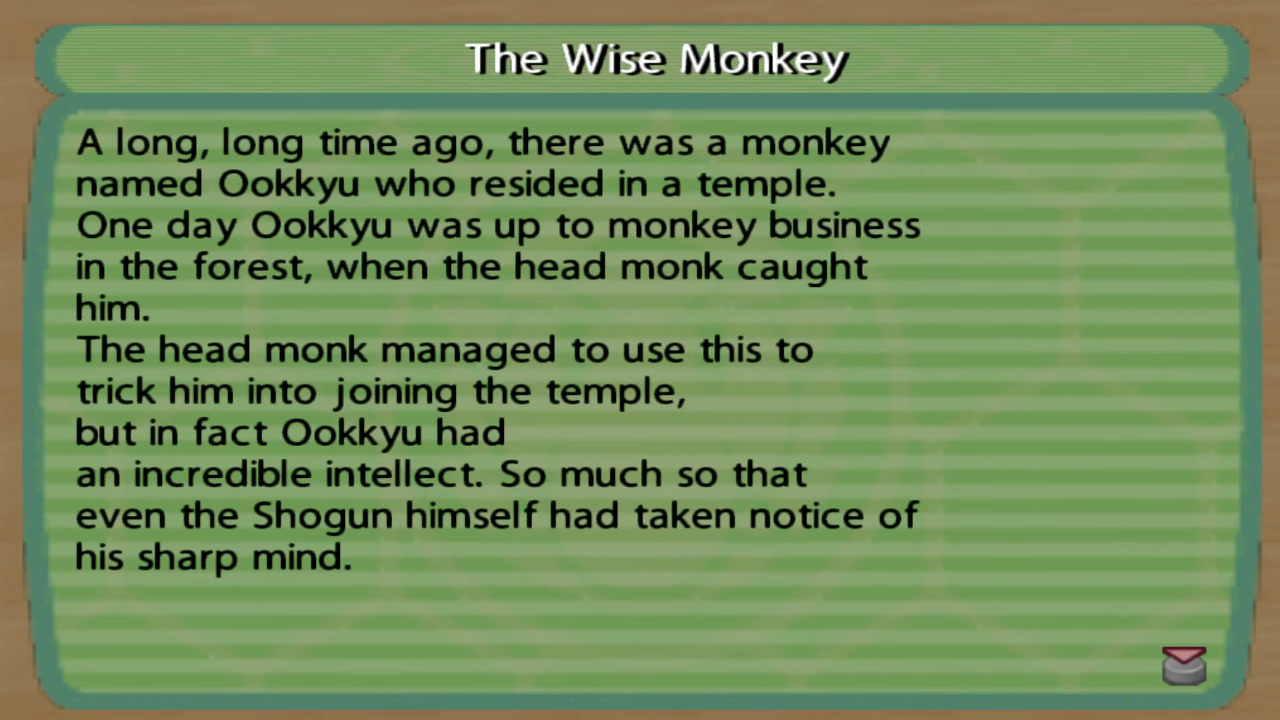 The Wise Monkey
A long, long time ago, there was a monkey
named Ookkyu who resided in a temple.
One day Ookkyu was up to monkey business
in the forest, when the head monk caught
him.
The head monk managed to use this to
trick him into joining the temple,
but in fact Ookkyu had
an incredible intellect. So much so that
even the Shogun himself had taken notice of
his sharp mind.